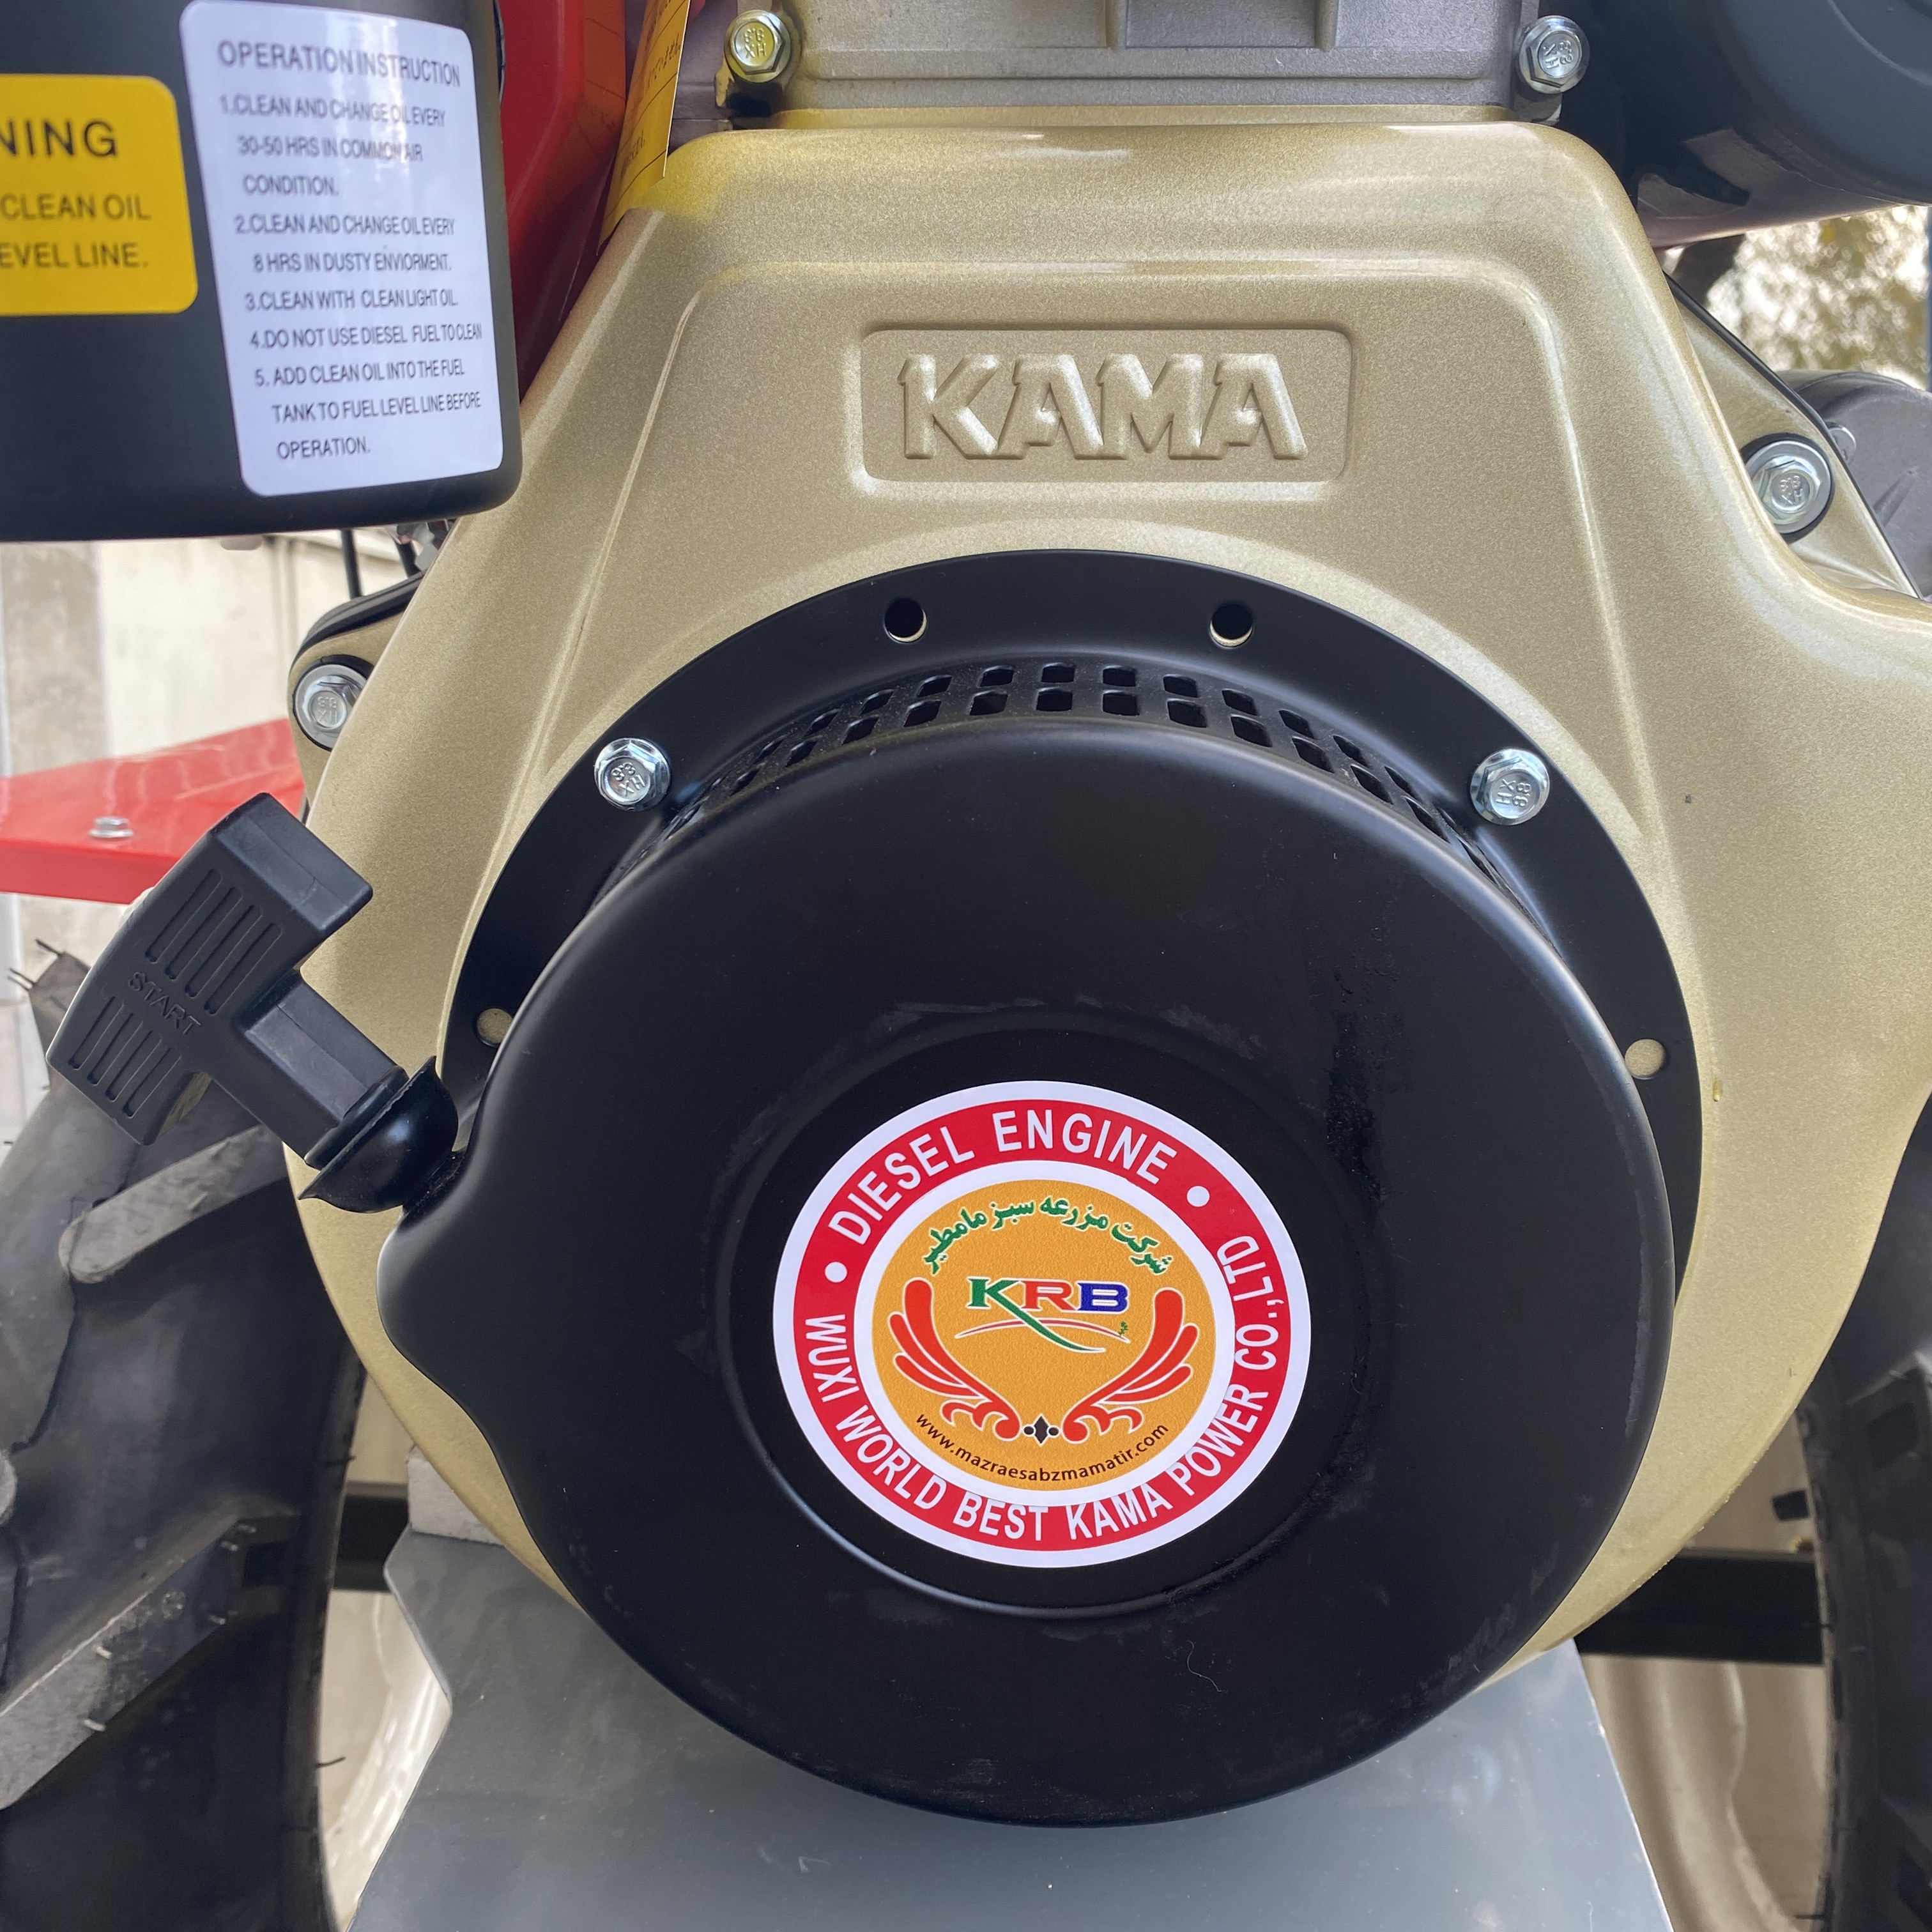 NING
CLEAN OIL
EVEL LINE.
OPERATION INSTRUCTION
1.CLEAN AND CHANGE OIL EVERY
30-50 HRS IN COMMON AIR
CONDITION.
2.CLEAN AND CHANGE OIL EVERY
8 HRS IN DUSTY ENVIORMENT.
3.CLEAN WITH CLEAN LIGHT OIL
4.DO NOT USE DIESEL FUEL TO CLEAN
5. ADD CLEAN OIL INTO THE FUEL
TANK TO FUEL LEVEL LINE BEFORE
OPERATION.
KAMA
START
DIESEL ENGINE
شرکت مزرعه سبز مامطیر
KRB
www.mazraesabzmamatir.com
WUXI WORLD BEST KAMA POWER CO.,LTD